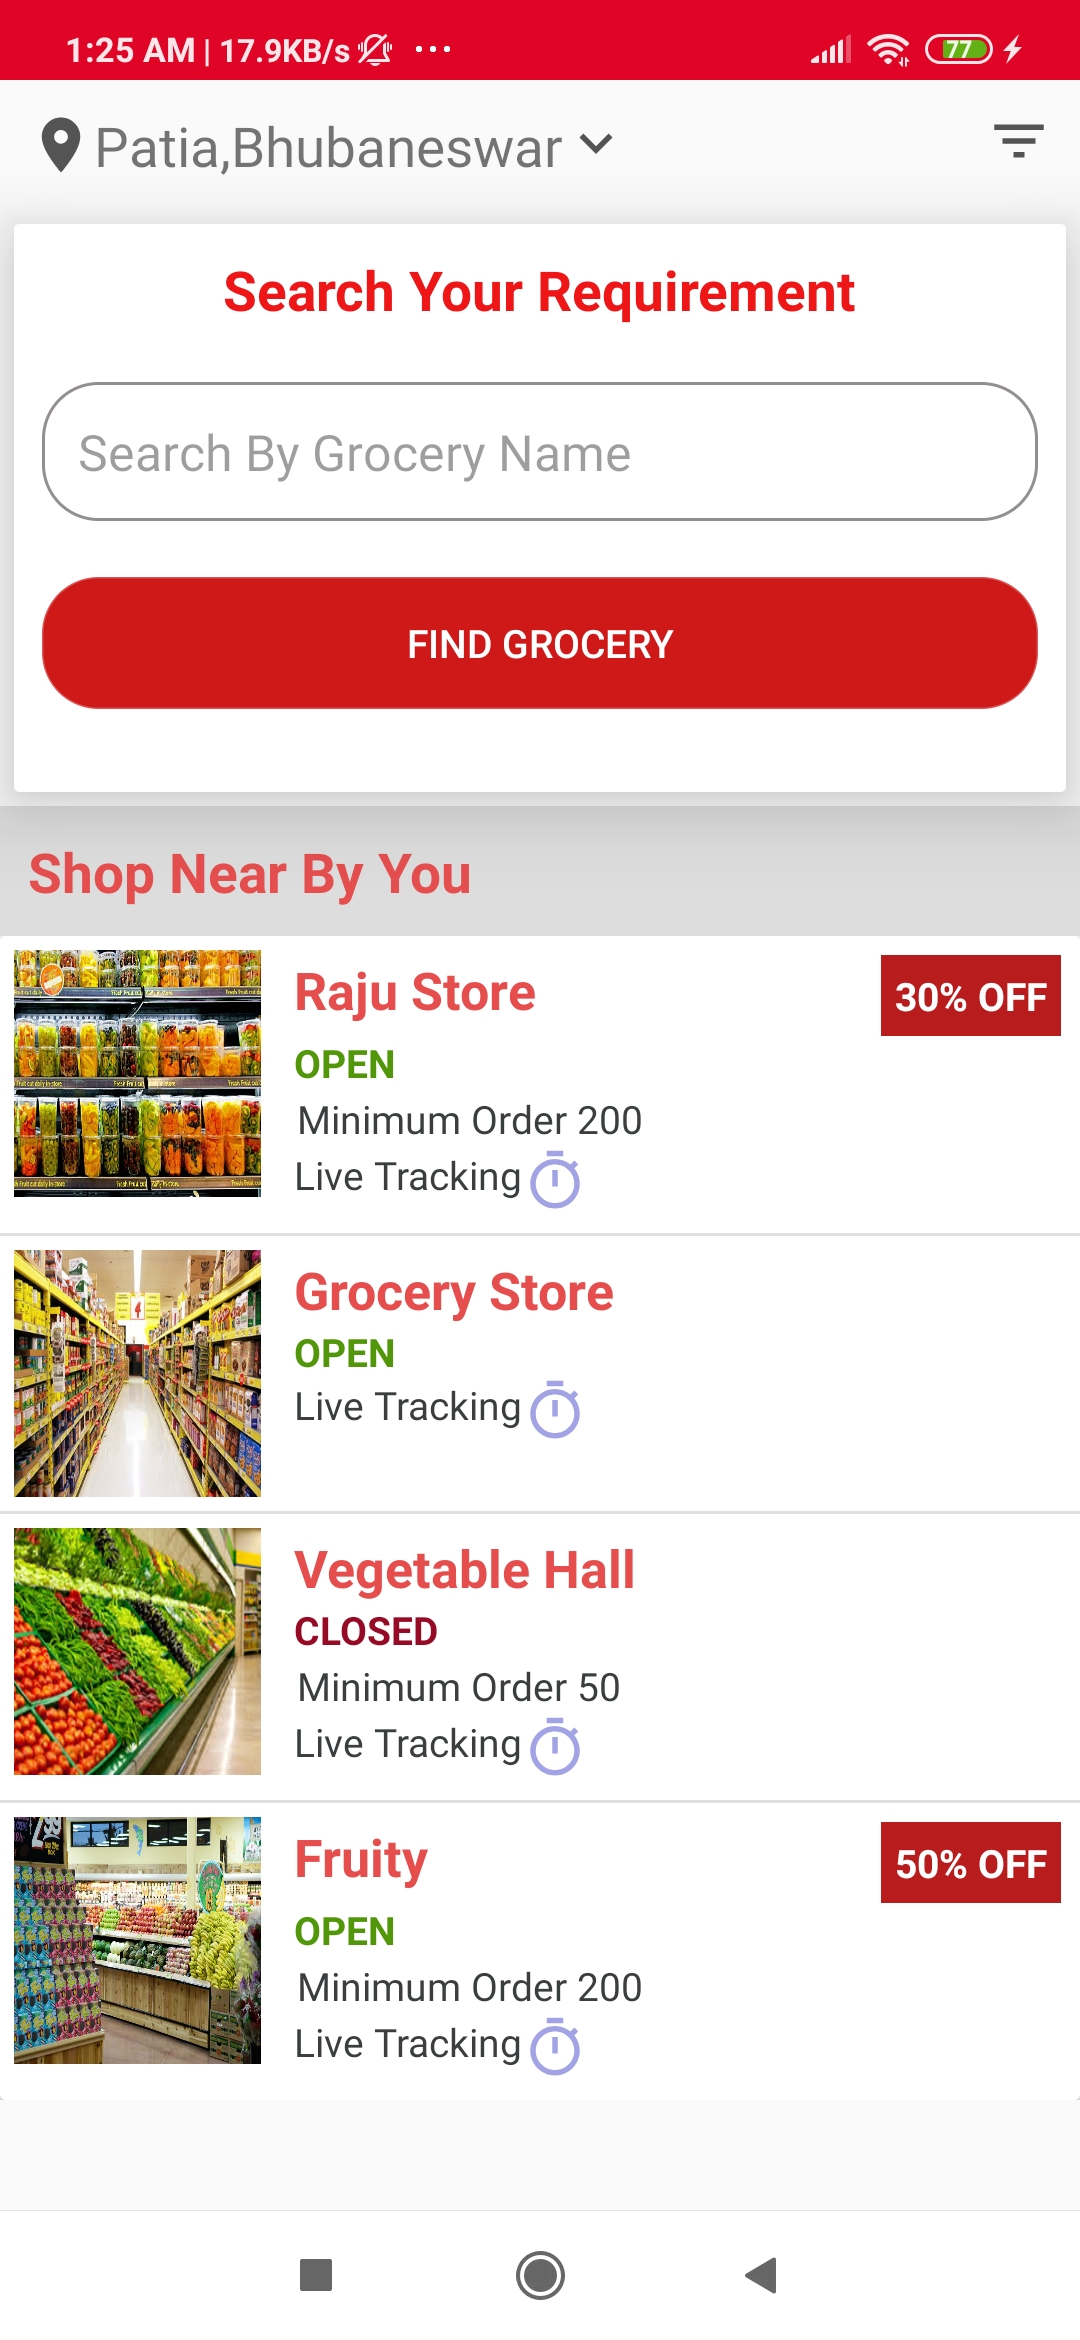 1:25 AM | 17.9KB/s ...
77
Patia,Bhubaneswar
Search Your Requirement
Search By Grocery Name
FIND GROCERY
Shop Near By You
Raju Store
30% OFF
OPEN
Minimum Order 200
Live Tracking
Grocery Store
OPEN
Live Tracking
4
Vegetable Hall
CLOSED
Minimum Order 50
Live Tracking
Fruity
50% OFF
OPEN
Minimum Order 200
Live Tracking